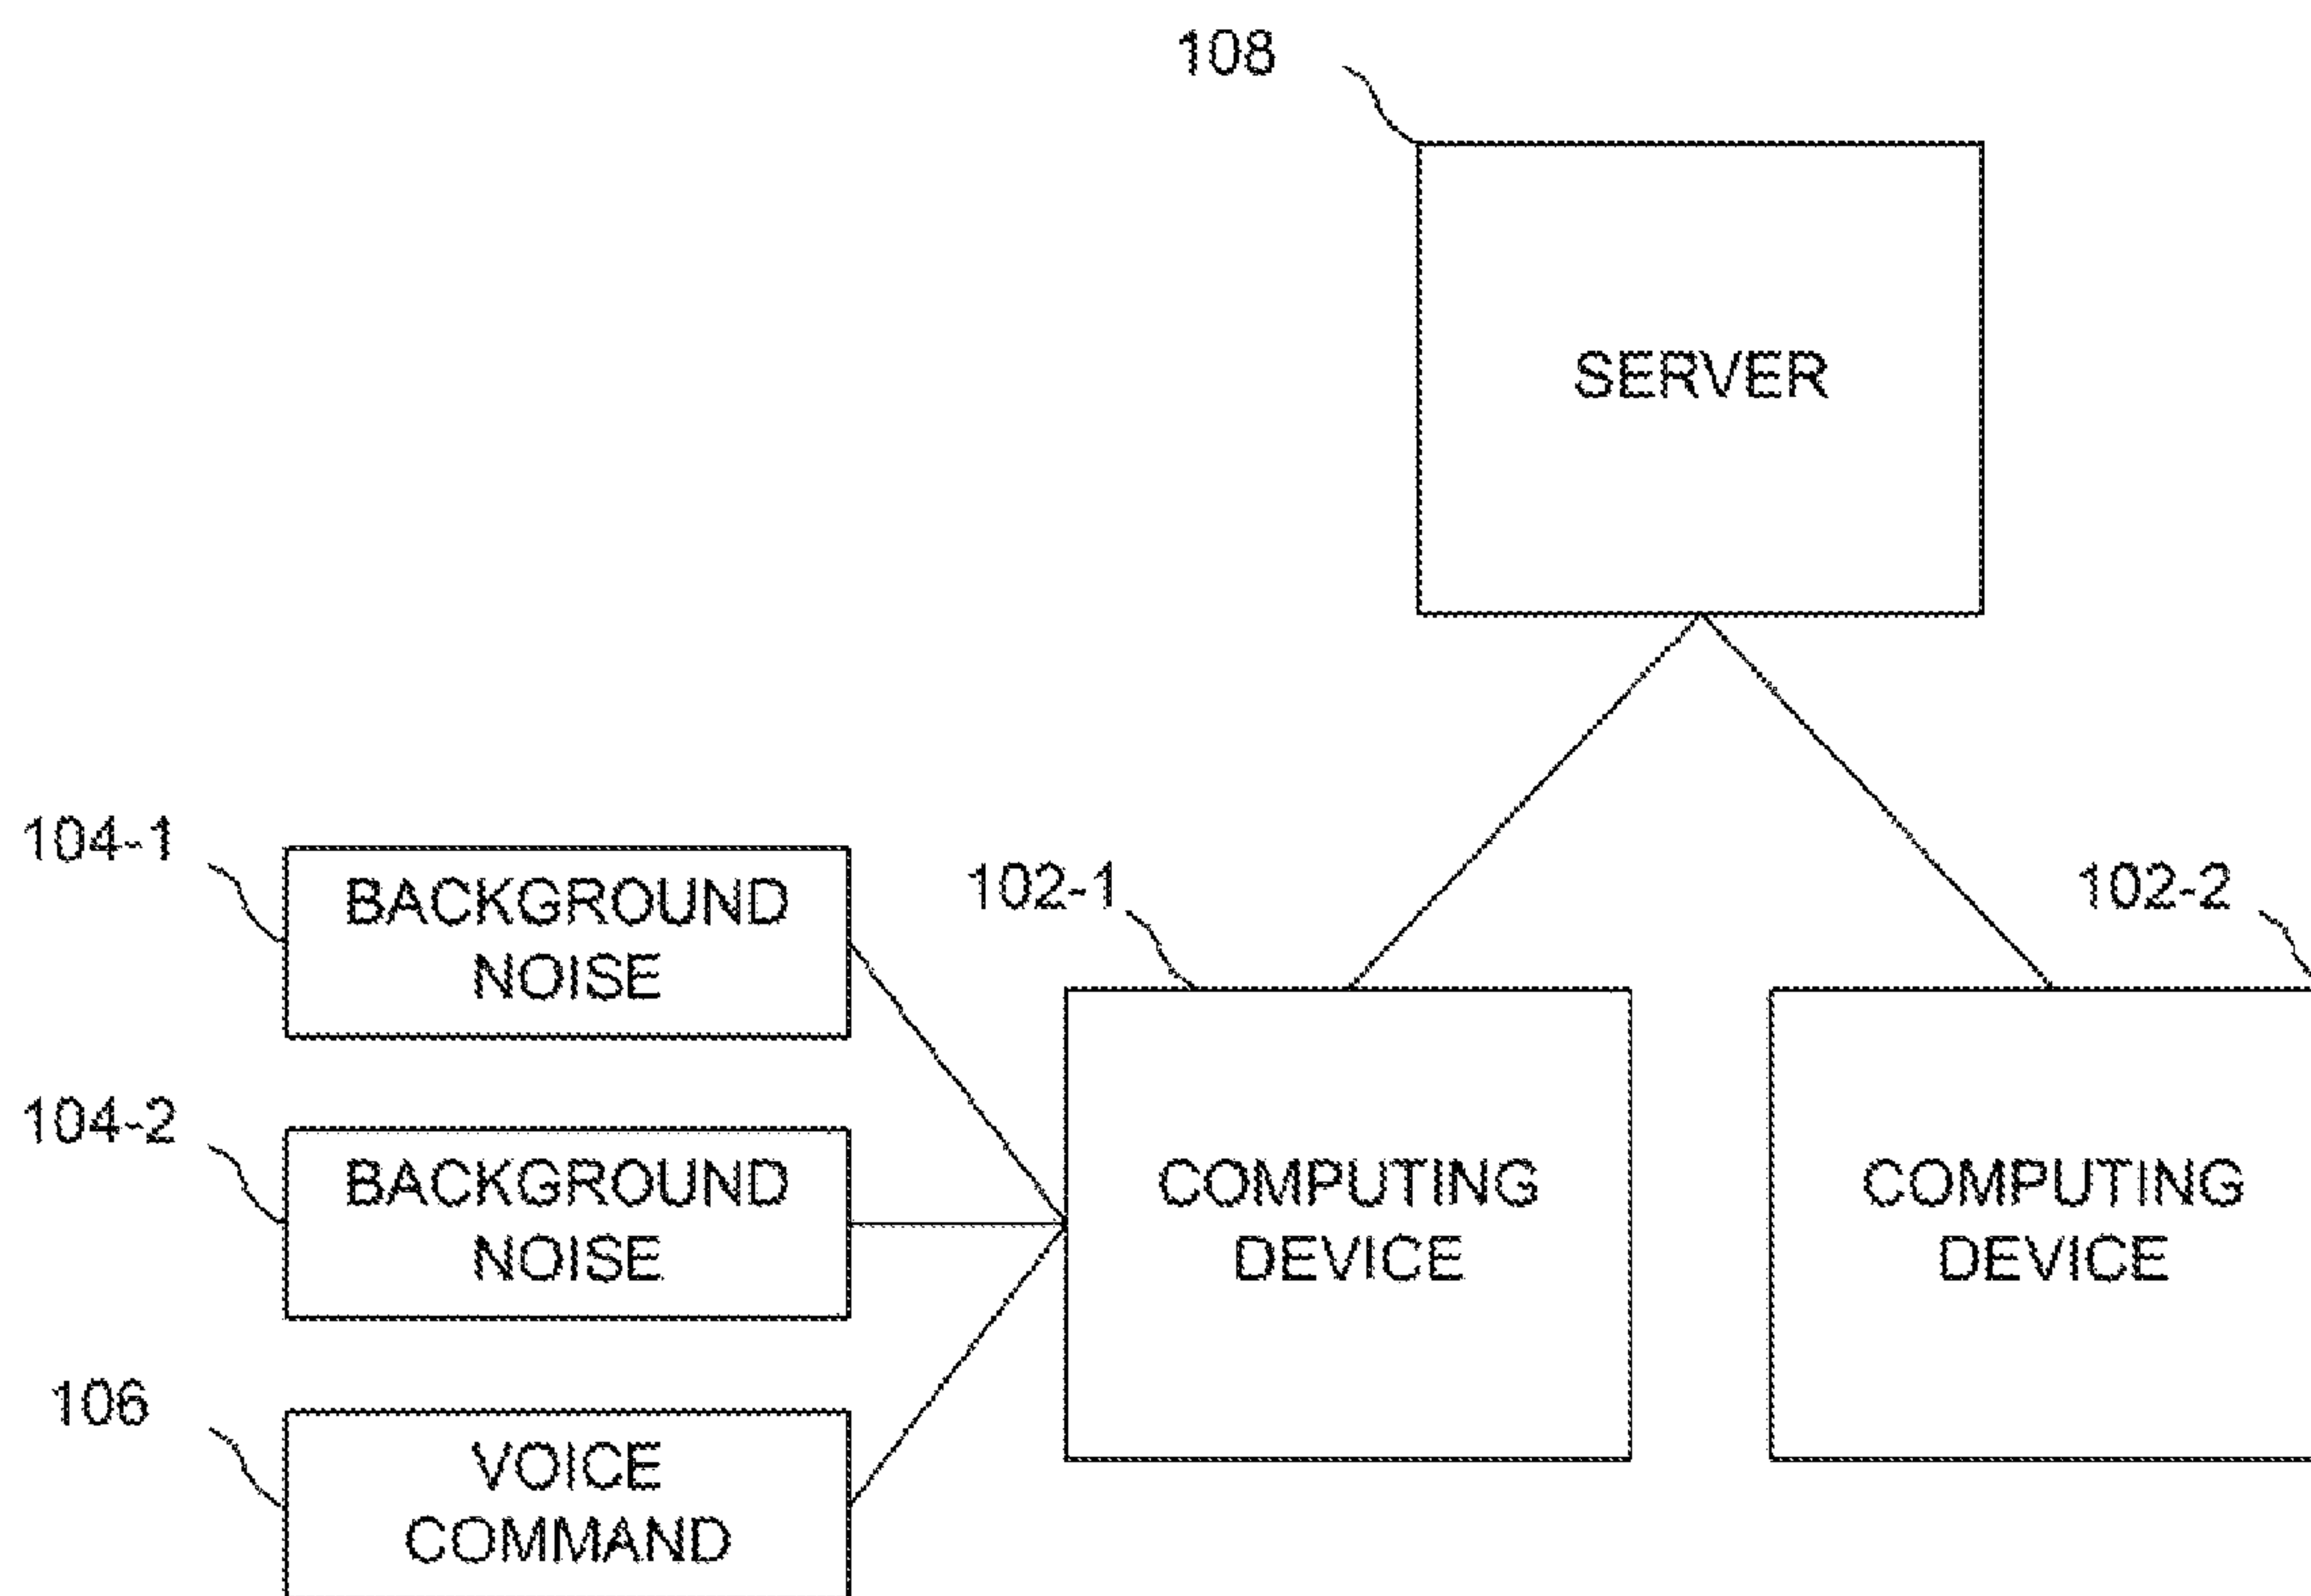 108
SERVER
104-1
BACKGROUND
NOISE
102-1
102-2
104-2
BACKGROUND
NOISE
COMPUTING
DEVICE
COMPUTING
DEVICE
106
VOICE
COMMAND